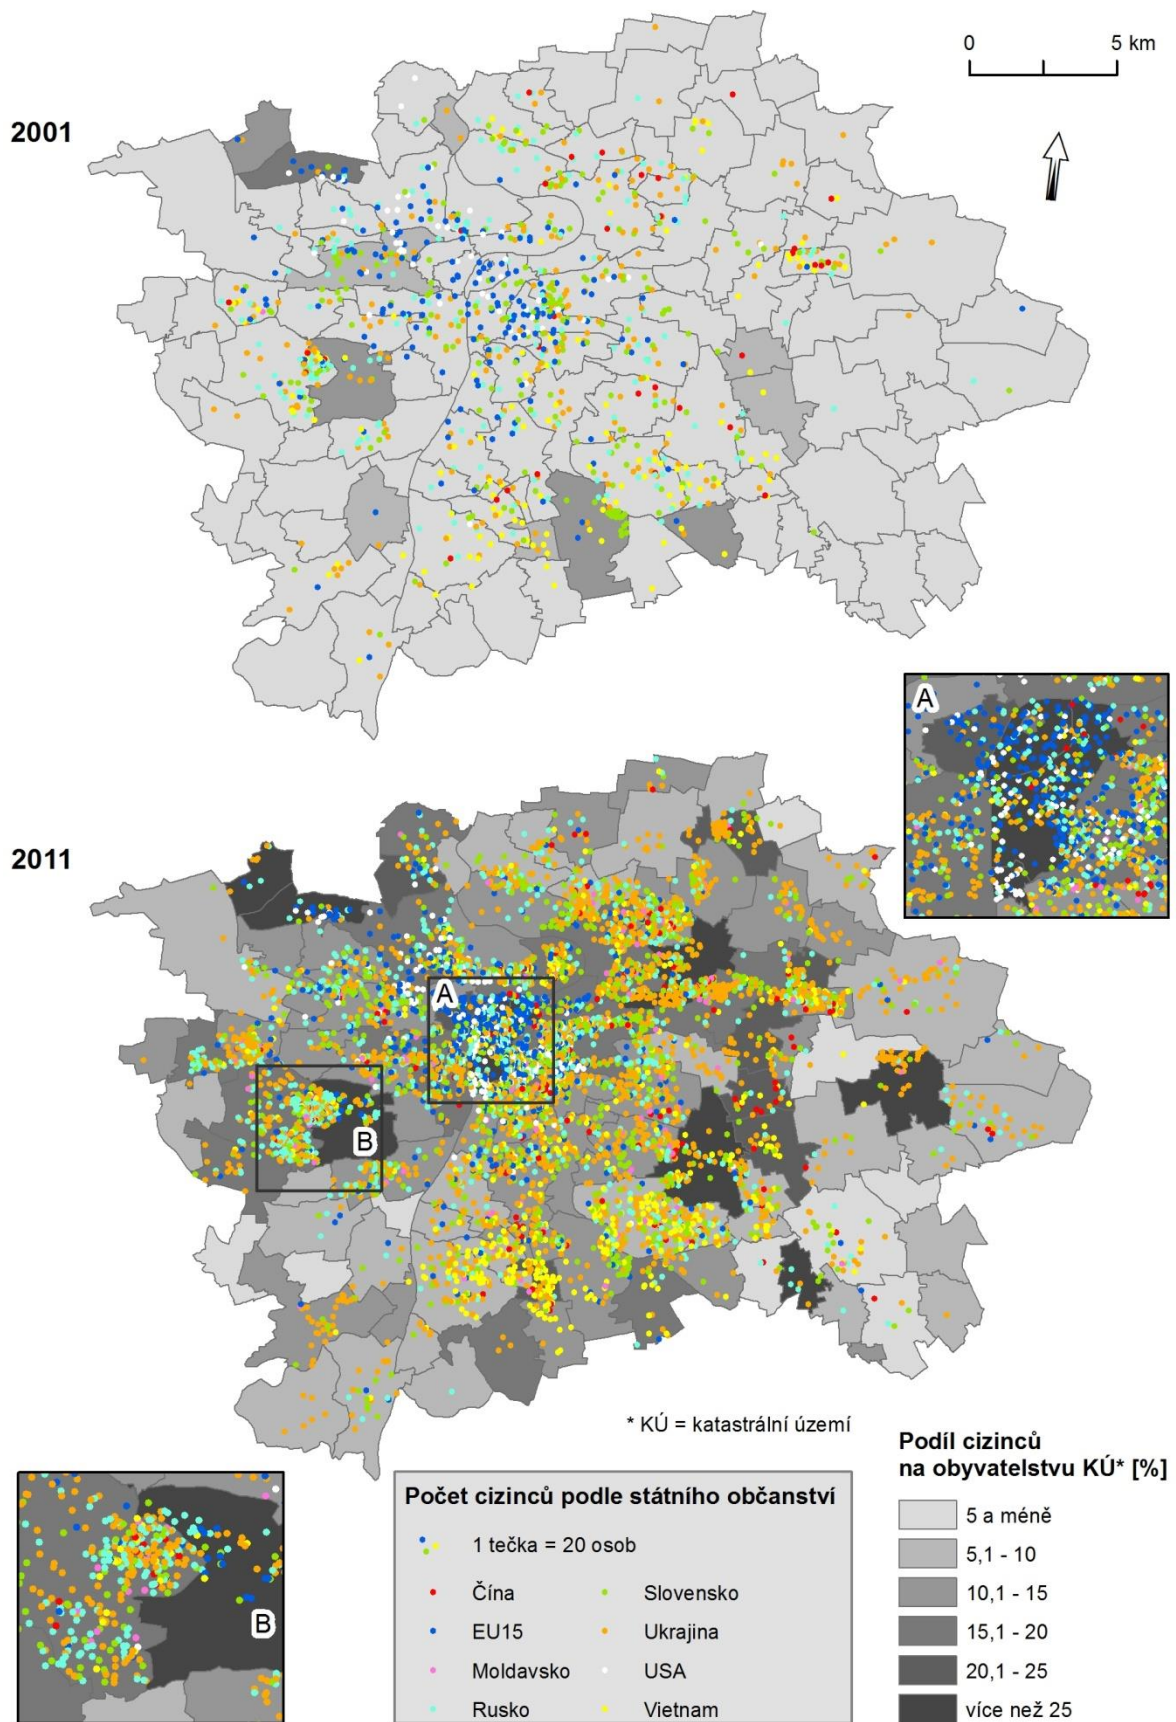 0 5 km
2001
A
2011
A
B
* KÚ = katastrální území
Podíl cizinců
na obyvatelstvu KÚ* [%]
5 a méně
5,1 - 10
10,1 - 15
15,1 - 20
20,1 - 25
více než 25
Počet cizinců podle státního občanství
1 tečka = 20 osob
Čína Slovensko
EU15 Ukrajina
Moldavsko USA
Rusko Vietnam
B